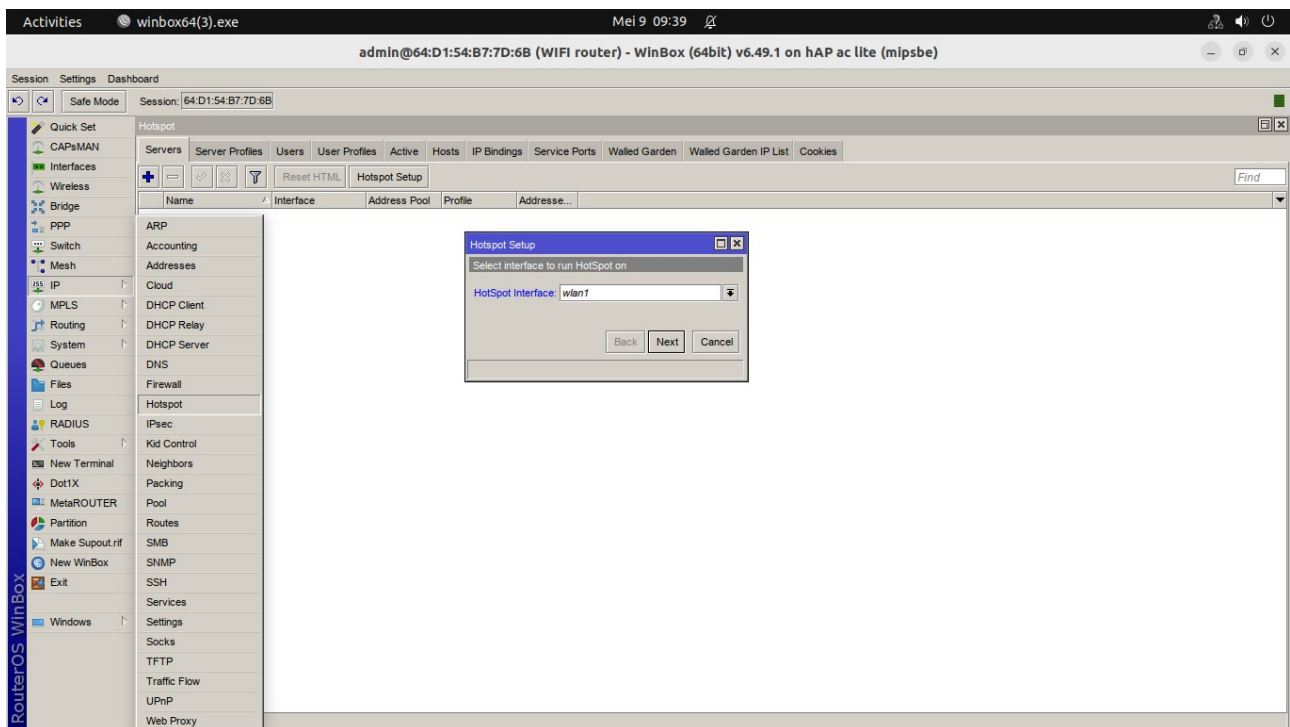 Activities winbox64(3).exe Mei 9 09:39
admin@64:D1:54:B7:7D:6B (WIFI router) - WinBox (64bit) v6.49.1 on hAP ac lite (mipsbe)
Session Settings Dashboard
Safe Mode Session: 64:D1:54:B7:7D:6B
Quick Set
CAPsMAN
Interfaces
Wireless
Bridge
PPP
Switch
Mesh
IP
MPLS
Routing
System
Queues
Files
Log
RADIUS
Tools
New Terminal
Dot1X
MetaROUTER
Partition
Make Supout.rif
New WinBox
Exit
Windows
RouterOS WinBox
Hotspot
Servers Server Profiles Users User Profiles Active Hosts IP Bindings Service Ports Walled Garden Walled Garden IP List Cookies
Reset HTML Hotspot Setup Find
Name Interface Address Pool Profile Addresse...
ARP
Accounting
Addresses
Cloud
DHCP Client
DHCP Relay
DHCP Server
DNS
Firewall
Hotspot
IPsec
Kid Control
Neighbors
Packing
Pool
Routes
SMB
SNMP
SSH
Services
Settings
Socks
TFTP
Traffic Flow
UPnP
Web Proxy
Hotspot Setup
Select interface to run HotSpot on
HotSpot Interface: wlan1
Back Next Cancel